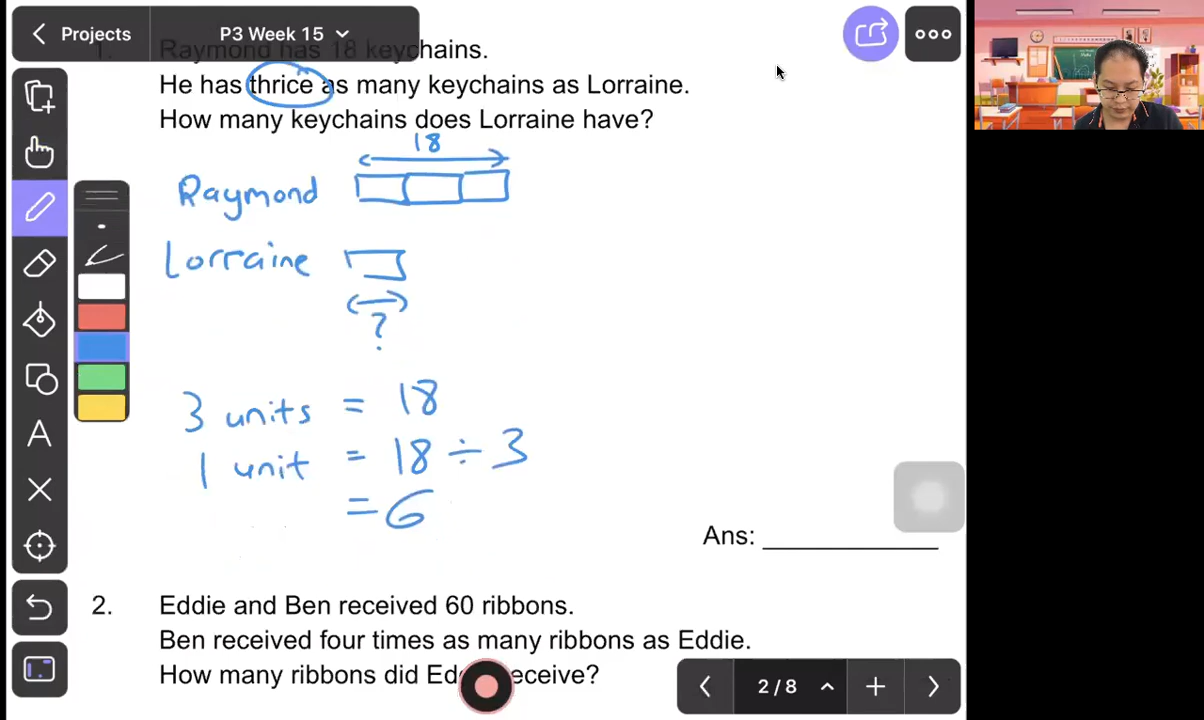 Projects
P3 Week 15
1. Raymond has 18 keychains.
He has thrice as many keychains as Lorraine.
How many keychains does Lorraine have?
18
Raymond
Lorraine
?
3 units = 18
1 unit = 18 ÷ 3
= 6
Ans: ____________
2. Eddie and Ben received 60 ribbons.
Ben received four times as many ribbons as Eddie.
How many ribbons did Ed eceive?
A
2 / 8